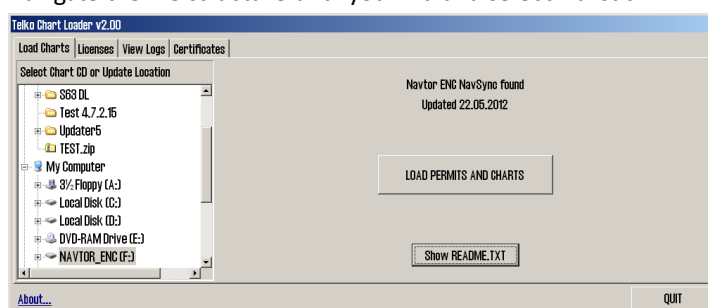 Telko Chart Loader v2.00
Load Charts Licenses View Logs Certificates
Select Chart CD or Update Location
S63 DL
Test 4.7.2.15
Updater5
TEST.zip
My Computer
3½ Floppy (A:)
Local Disk (C:)
Local Disk (D:)
DVD-RAM Drive (E:)
NAVTOR_ENC (F:)
Navtor ENC NavSync found
Updated 22.05.2012
LOAD PERMITS AND CHARTS
Show README.TXT
About...
QUIT